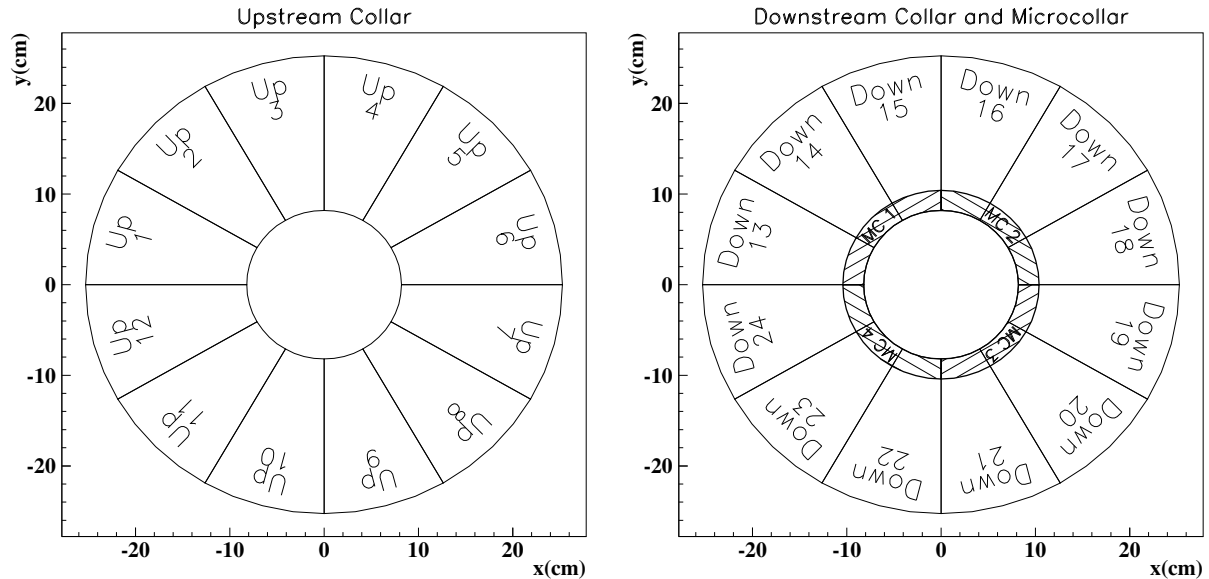 Upstream Collar
y(cm)
20
10
0
-10
-20
-20
-10
0
10
20
x(cm)
Up
1
Up
2
Up
3
Up
4
Up
5
Up
6
Up
7
Up
8
Up
9
Up
10
Up
11
Up
12
Downstream Collar and Microcollar
y(cm)
20
10
0
-10
-20
-20
-10
0
10
20
x(cm)
Down
13
Down
14
Down
15
Down
16
Down
17
Down
18
Down
19
Down
20
Down
21
Down
22
Down
23
Down
24
MC 1
MC 2
MC 3
MC 4